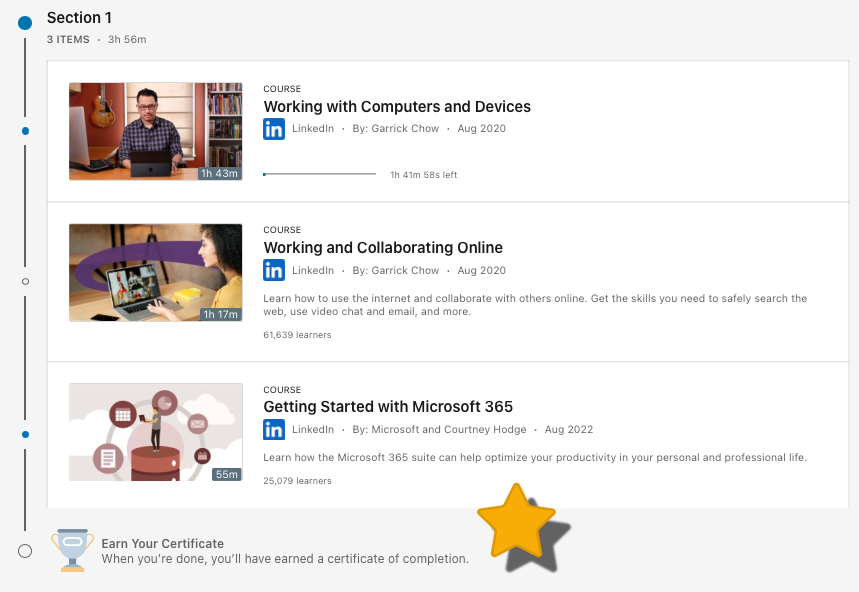 Section 1
3 ITEMS · 3h 56m
COURSE
Working with Computers and Devices
in LinkedIn · By: Garrick Chow · Aug 2020
1h 43m
1h 41m 58s left
COURSE
Working and Collaborating Online
in LinkedIn · By: Garrick Chow · Aug 2020
Learn how to use the internet and collaborate with others online. Get the skills you need to safely search the
web, use video chat and email, and more.
1h 17m
61,639 learners
COURSE
Getting Started with Microsoft 365
in LinkedIn · By: Microsoft and Courtney Hodge · Aug 2022
Learn how the Microsoft 365 suite can help optimize your productivity in your personal and professional life.
55m
25,079 learners
Earn Your Certificate
When you’re done, you’ll have earned a certificate of completion.